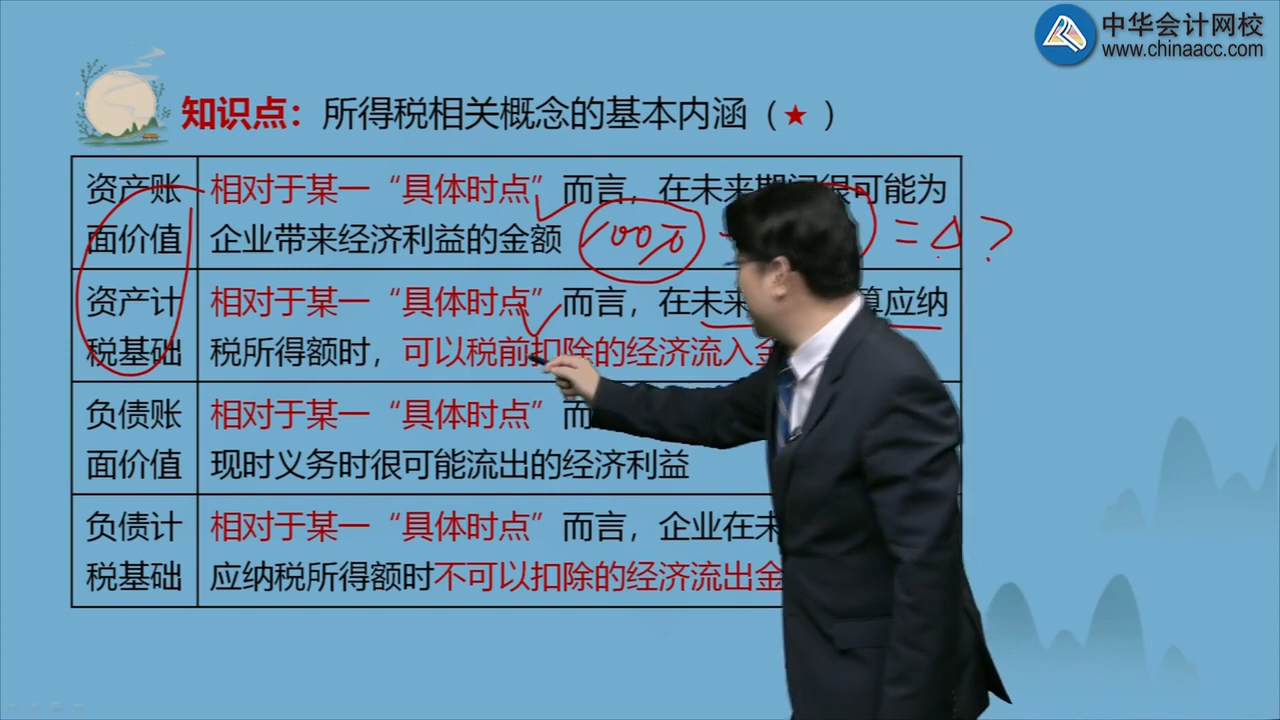 中华会计网校
www.chinaacc.com
知识点：所得税相关概念的基本内涵（★）
资产账面价值
相对于某一“具体时点”而言，在未来期间很可能为
企业带来经济利益的金额 100万 = Δ ?
资产计税基础
相对于某一“具体时点”而言，在未来 算应纳
税所得额时，可以税前扣除的经济流入金
负债账面价值
相对于某一“具体时点”而
现时义务时很可能流出的经济利益
负债计税基础
相对于某一“具体时点”而言，企业在未
应纳税所得额时不可以扣除的经济流出金